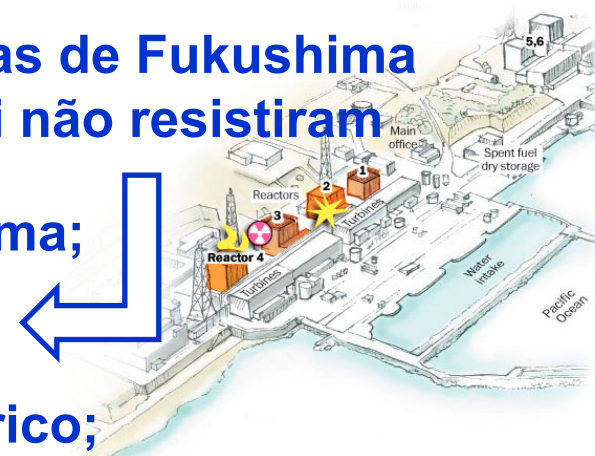 as de Fukushima
i não resistiram
ma;
rico;
5,6
Main
office
Spent fuel
dry storage
1
2
Reactors
Turbines
3
Reactor 4
Turbines
Water
intake
Pacific
Ocean